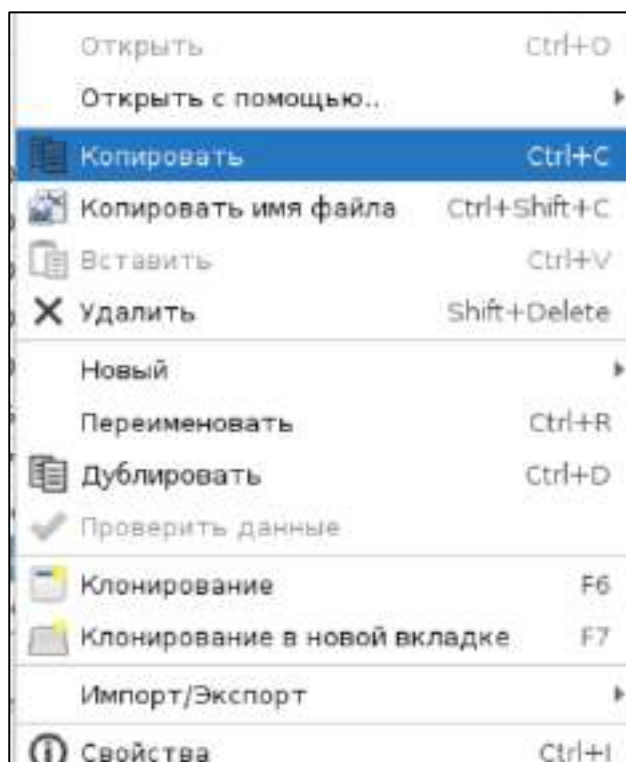 Открыть Ctrl+O
Открыть с помощью..
Копировать Ctrl+C
Копировать имя файла Ctrl+Shift+C
Вставить Ctrl+V
Удалить Shift+Delete
Новый
Переименовать Ctrl+R
Дублировать Ctrl+D
Проверить данные
Клонирование F6
Клонирование в новой вкладке F7
Импорт/Экспорт
Свойства Ctrl+I